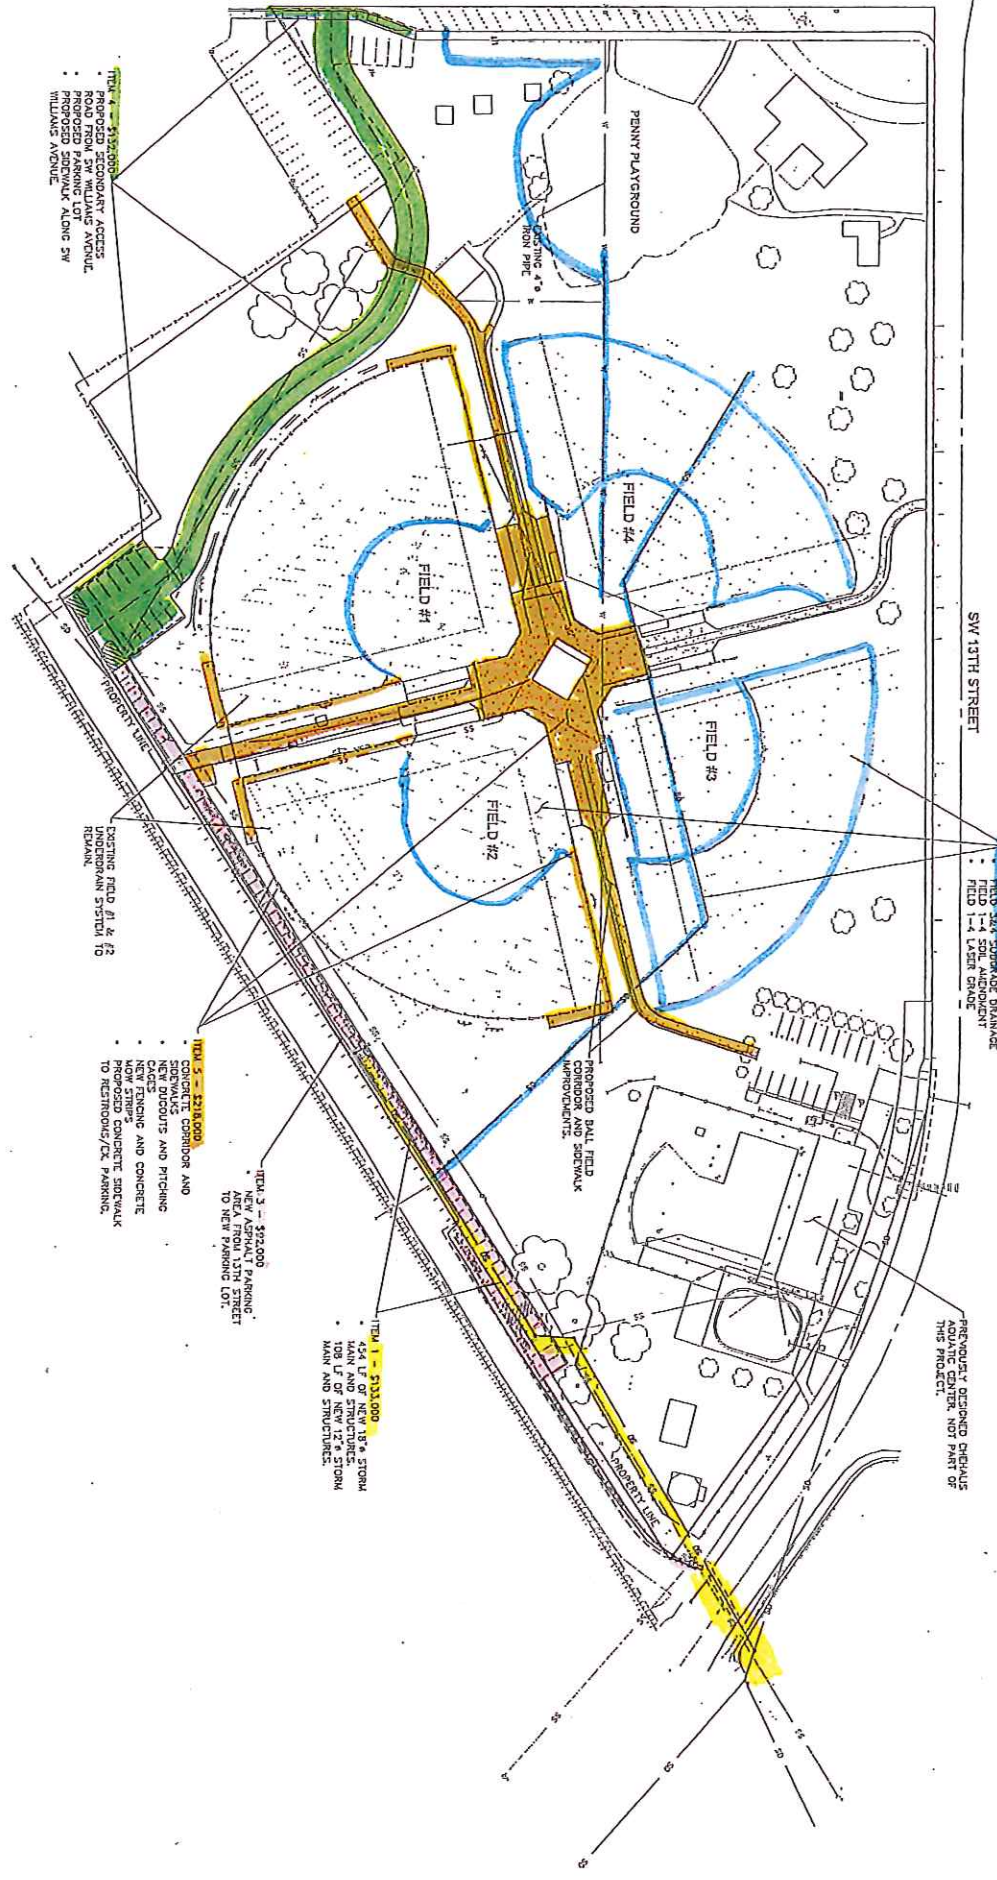 SW 13TH STREET
PENNY PLAYGROUND
EXISTING 4"ø
IRON PIPE
FIELD #4
FIELD #3
FIELD #1
FIELD #2
SUBGRADE DRAINAGE
• FIELD 1-4 SOIL AMENDMENT
• FIELD 1-4 LASER GRADE
PREVIOUSLY DESIGNED CHEHALIS
AQUATIC CENTER, NOT PART OF
THIS PROJECT.
PROPOSED BALL FIELD
CORRIDOR AND SIDEWALK
IMPROVEMENTS.
PROPERTY LINE
PROPERTY LINE
ITEM 4 - $132,000
• PROPOSED SECONDARY ACCESS
ROAD FROM SW WILLIAMS AVENUE.
• PROPOSED PARKING LOT
• PROPOSED SIDEWALK ALONG SW
WILLIAMS AVENUE.
EXISTING FIELD #1 & #2
UNDERDRAIN SYSTEM TO
REMAIN.
ITEM 5 - $218,000
• CONCRETE CORRIDOR AND
SIDEWALKS
• NEW DUGOUTS AND PITCHING
CAGES
• NEW FENCING AND CONCRETE
MOW STRIPS
• PROPOSED CONCRETE SIDEWALK
TO RESTROOMS/EX. PARKING.
ITEM 3 - $92,000
• NEW ASPHALT PARKING
AREA FROM 13TH STREET
TO NEW PARKING LOT.
ITEM 1 - $133,000
• 454 LF OF NEW 18"ø STORM
MAIN AND STRUCTURES.
• 108 LF OF NEW 12"ø STORM
MAIN AND STRUCTURES.